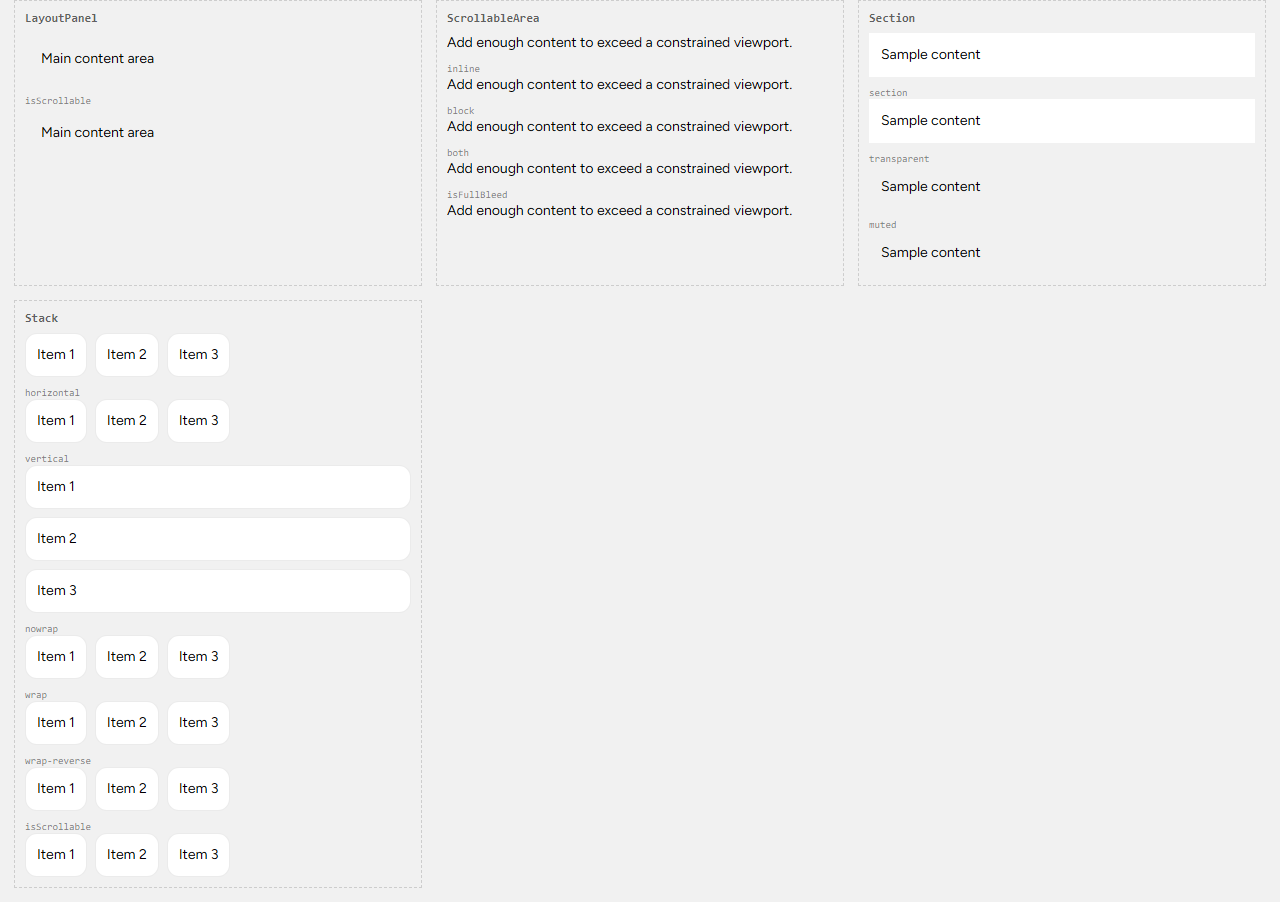 LayoutPanel
Main content area
isScrollable
Main content area
ScrollableArea
Add enough content to exceed a constrained viewport.
inline
Add enough content to exceed a constrained viewport.
block
Add enough content to exceed a constrained viewport.
both
Add enough content to exceed a constrained viewport.
isFullBleed
Add enough content to exceed a constrained viewport.
Section
Sample content
section
Sample content
transparent
Sample content
muted
Sample content
Stack
Item 1 Item 2 Item 3
horizontal
Item 1 Item 2 Item 3
vertical
Item 1
Item 2
Item 3
nowrap
Item 1 Item 2 Item 3
wrap
Item 1 Item 2 Item 3
wrap-reverse
Item 1 Item 2 Item 3
isScrollable
Item 1 Item 2 Item 3